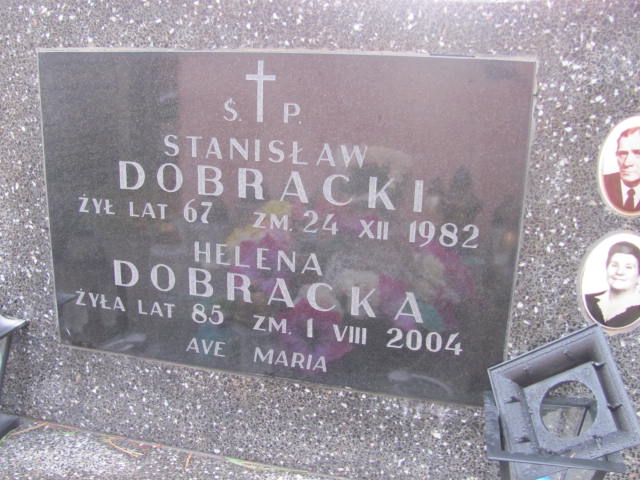 Ś. P.
STANISŁAW
DOBRACKI
ŻYŁ LAT 67 ZM. 24 XII 1982
HELENA
DOBRACKA
ŻYŁA LAT 85 ZM. 1 VIII 2004
AVE MARIA